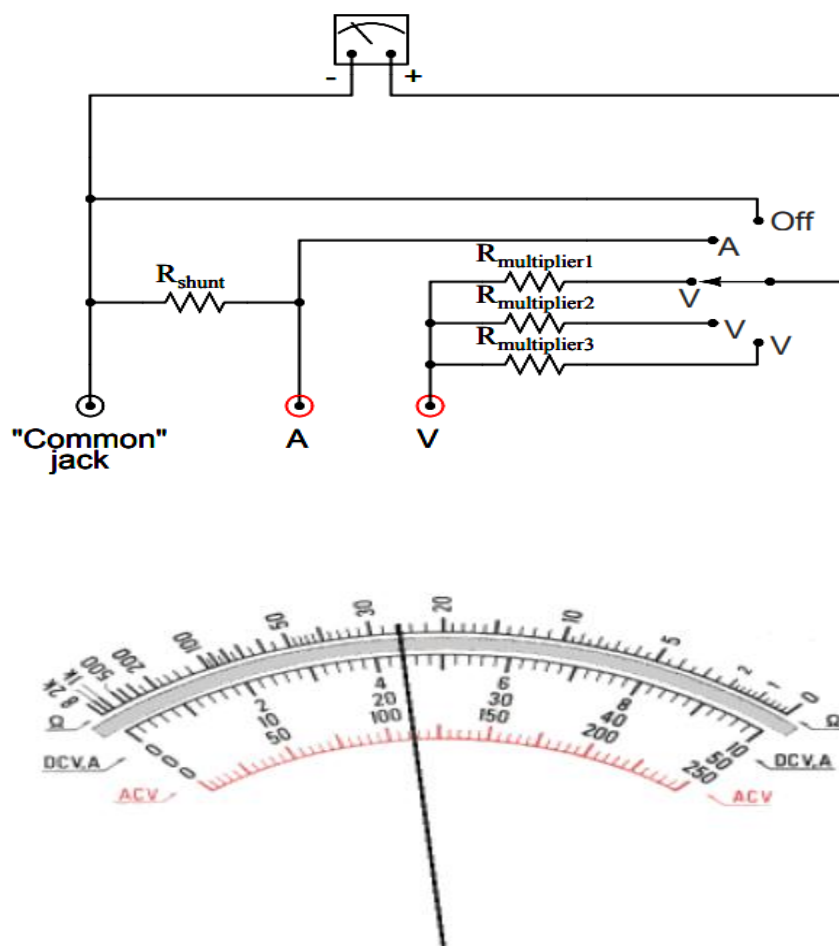 - +
Off
A
Rmultiplier1
Rshunt
V
Rmultiplier2
V
Rmultiplier3
V
"Common" jack
A
V
∞ 2k 1k 500 200 100 50 30 20 10 5 2 1 0
Ω Ω
0 2 4 6 8 10
0 10 20 30 40 50
0 50 100 150 200 250
DCV,A DCV,A
ACV ACV